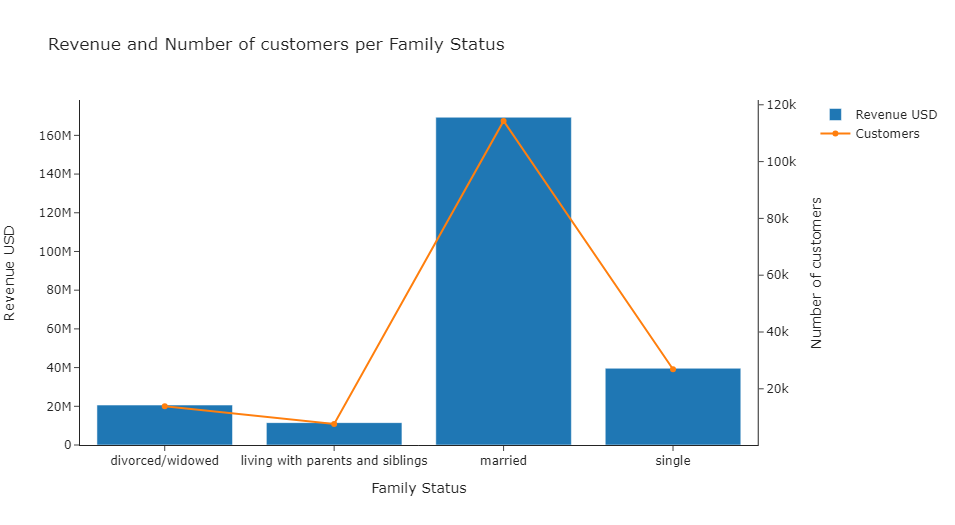 Revenue and Number of customers per Family Status
Revenue USD
Customers
160M
140M
120M
100M
80M
60M
40M
20M
0
Revenue USD
120k
100k
80k
60k
40k
20k
Number of customers
divorced/widowed
living with parents and siblings
married
single
Family Status